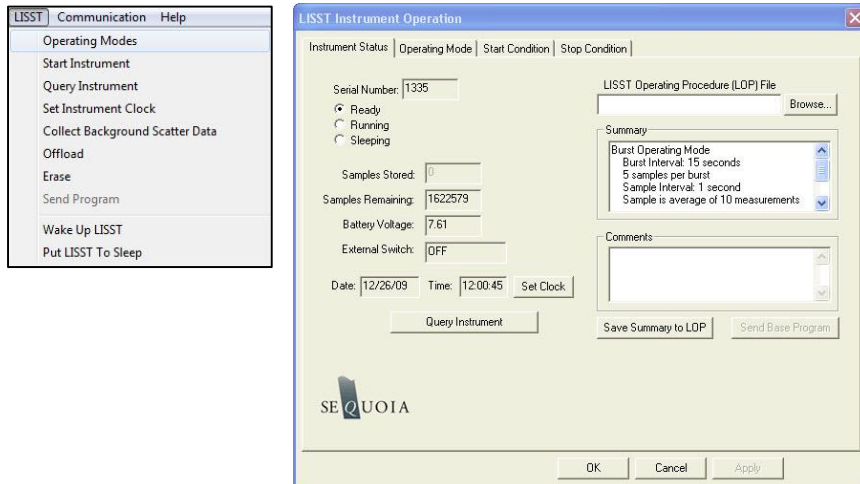 LISST Communication Help
Operating Modes
Start Instrument
Query Instrument
Set Instrument Clock
Collect Background Scatter Data
Offload
Erase
Send Program
Wake Up LISST
Put LISST To Sleep
LISST Instrument Operation
Instrument Status Operating Mode Start Condition Stop Condition
Serial Number: 1335
Ready
Running
Sleeping
Samples Stored: 0
Samples Remaining: 1622579
Battery Voltage: 7.61
External Switch: OFF
Date: 12/26/09 Time: 12:00:45 Set Clock
Query Instrument
SEQUOIA
LISST Operating Procedure (LOP) File
Browse...
Summary
Burst Operating Mode
Burst Interval: 15 seconds
5 samples per burst
Sample Interval: 1 second
Sample is average of 10 measurements
Comments
Save Summary to LOP Send Base Program
OK Cancel Apply